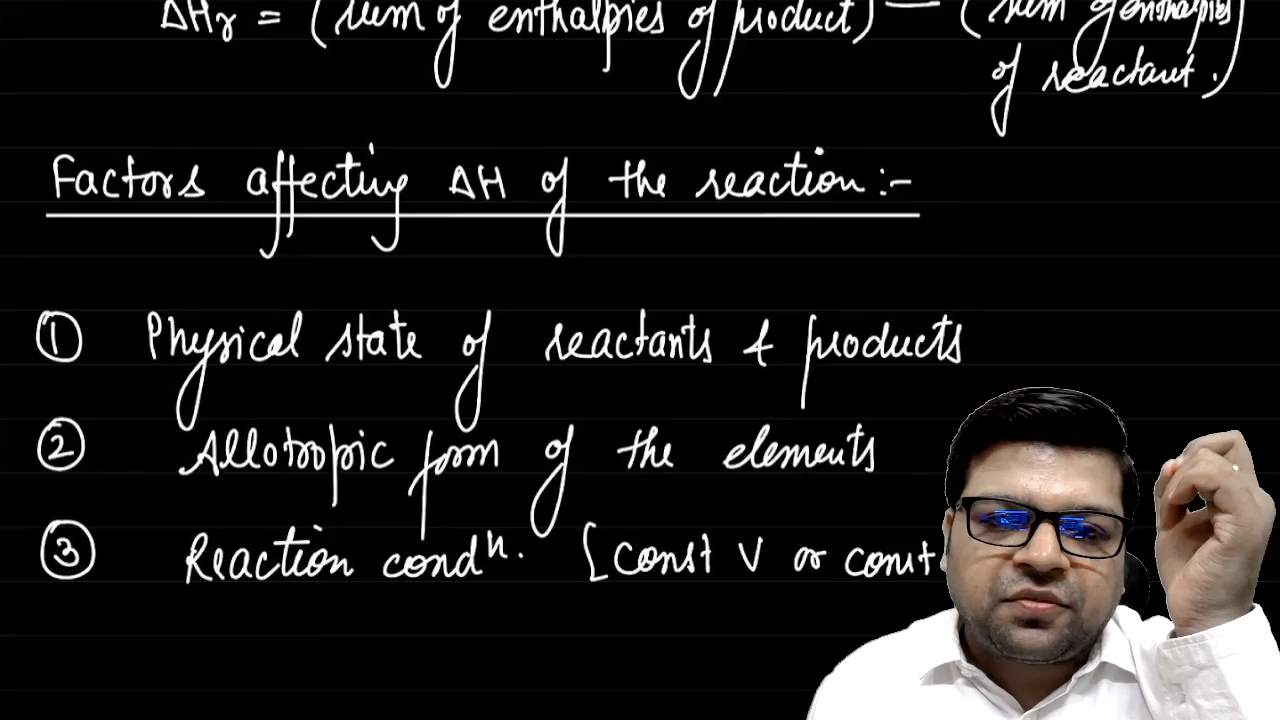 ΔHr = (sum of enthalpies of product) — (sum of enthalpies
of reactant.)
Factors affecting ΔH of the reaction :-
① Physical state of reactants & products
② Allotropic form of the elements
③ Reaction condⁿ. [const V or const